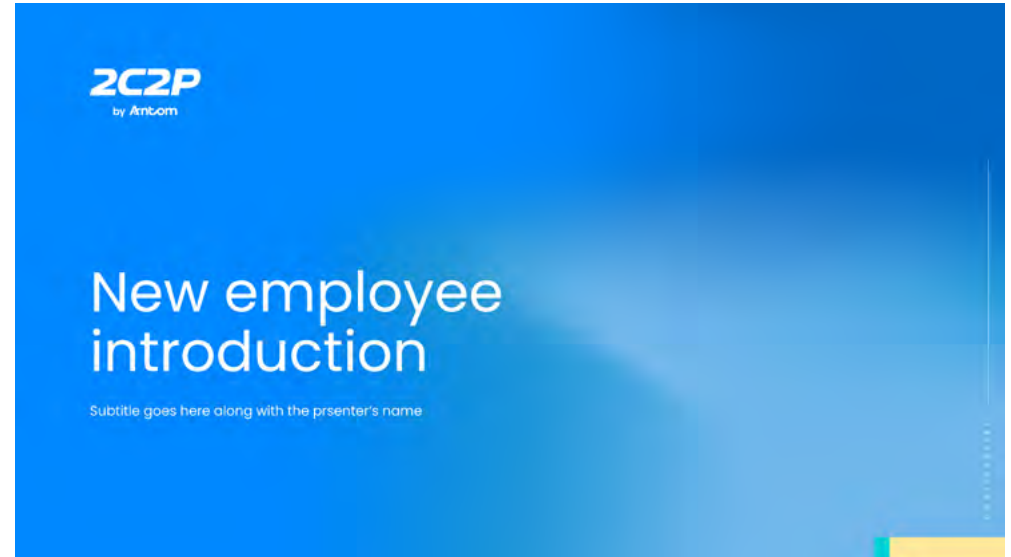 2C2P
by Antom
New employee
introduction
Subtitle goes here along with the prsenter's name